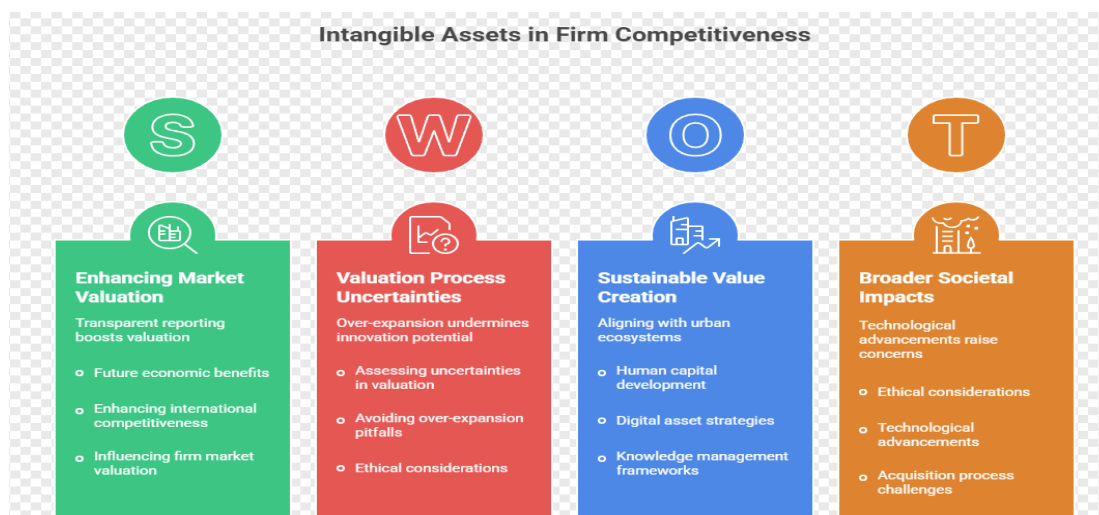 Intangible Assets in Firm Competitiveness
S
W
O
T
Enhancing Market
Valuation
Transparent reporting
boosts valuation
Future economic benefits
Enhancing international
competitiveness
Influencing firm market
valuation
Valuation Process
Uncertainties
Over-expansion undermines
innovation potential
Assessing uncertainties
in valuation
Avoiding over-expansion
pitfalls
Ethical considerations
Sustainable Value
Creation
Aligning with urban
ecosystems
Human capital
development
Digital asset strategies
Knowledge management
frameworks
Broader Societal
Impacts
Technological
advancements raise
concerns
Ethical considerations
Technological
advancements
Acquisition process
challenges